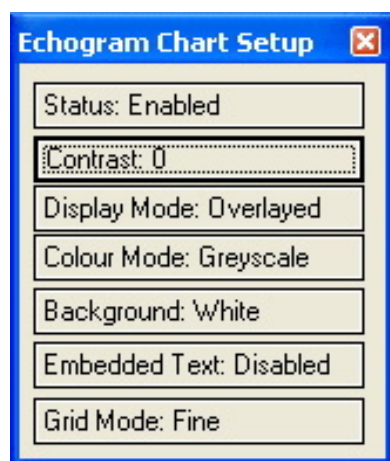 Echogram Chart Setup
Status: Enabled
Contrast: 0
Display Mode: Overlayed
Colour Mode: Greyscale
Background: White
Embedded Text: Disabled
Grid Mode: Fine